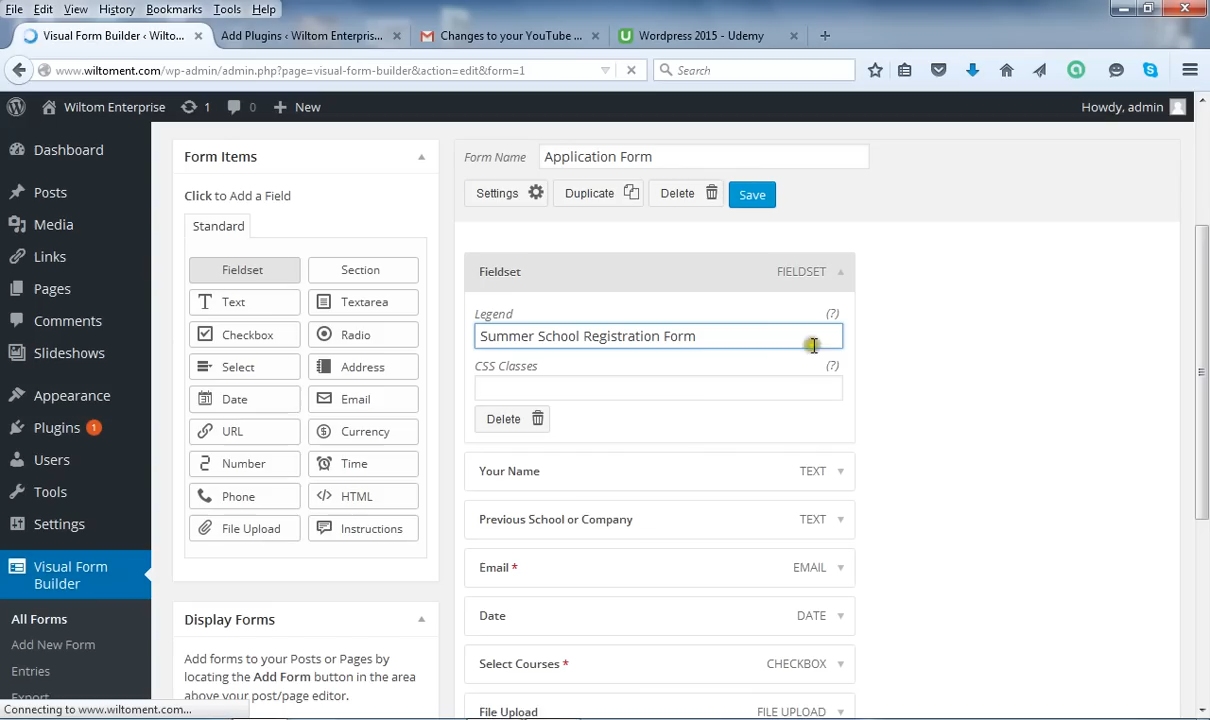 File Edit View History Bookmarks Tools Help
Visual Form Builder ‹ Wilto... × Add Plugins ‹ Wiltom Enterpris... × Changes to your YouTube ... × Wordpress 2015 - Udemy × +
www.wiltoment.com/wp-admin/admin.php?page=visual-form-builder&action=edit&form=1 Search
Wiltom Enterprise 1 0 + New Howdy, admin
Dashboard
Posts
Media
Links
Pages
Comments
Slideshows
Appearance
Plugins 1
Users
Tools
Settings
Visual Form
Builder
All Forms
Add New Form
Entries
Export
Connecting to www.wiltoment.com...
Form Items
Click to Add a Field
Standard
Fieldset Section
Text Textarea
Checkbox Radio
Select Address
Date Email
URL Currency
Number Time
Phone HTML
File Upload Instructions
Display Forms
Add forms to your Posts or Pages by
locating the Add Form button in the area
above your post/page editor.
Form Name Application Form
Settings Duplicate Delete Save
Fieldset FIELDSET
Legend (?)
Summer School Registration Form
CSS Classes (?)
Delete
Your Name TEXT
Previous School or Company TEXT
Email * EMAIL
Date DATE
Select Courses * CHECKBOX
File Upload FILE UPLOAD